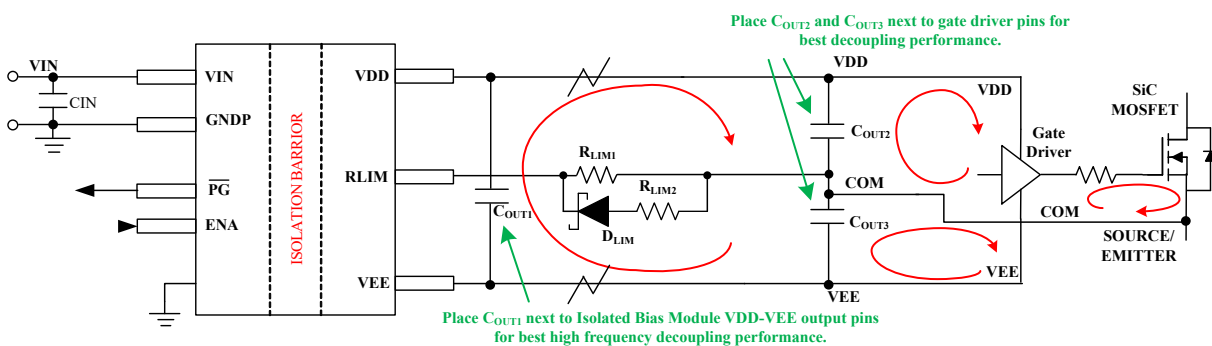 Place COUT2 and COUT3 next to gate driver pins for
best decoupling performance.
VIN
CIN
VIN
GNDP
PG
ENA
ISOLATION BARRIOR
VDD
RLIM
VEE
COUT1
RLIM1
RLIM2
DLIM
VDD
COUT2
COM
COUT3
VEE
VDD
Gate
Driver
SiC
MOSFET
COM
SOURCE/
EMITTER
VEE
Place COUT1 next to Isolated Bias Module VDD-VEE output pins
for best high frequency decoupling performance.